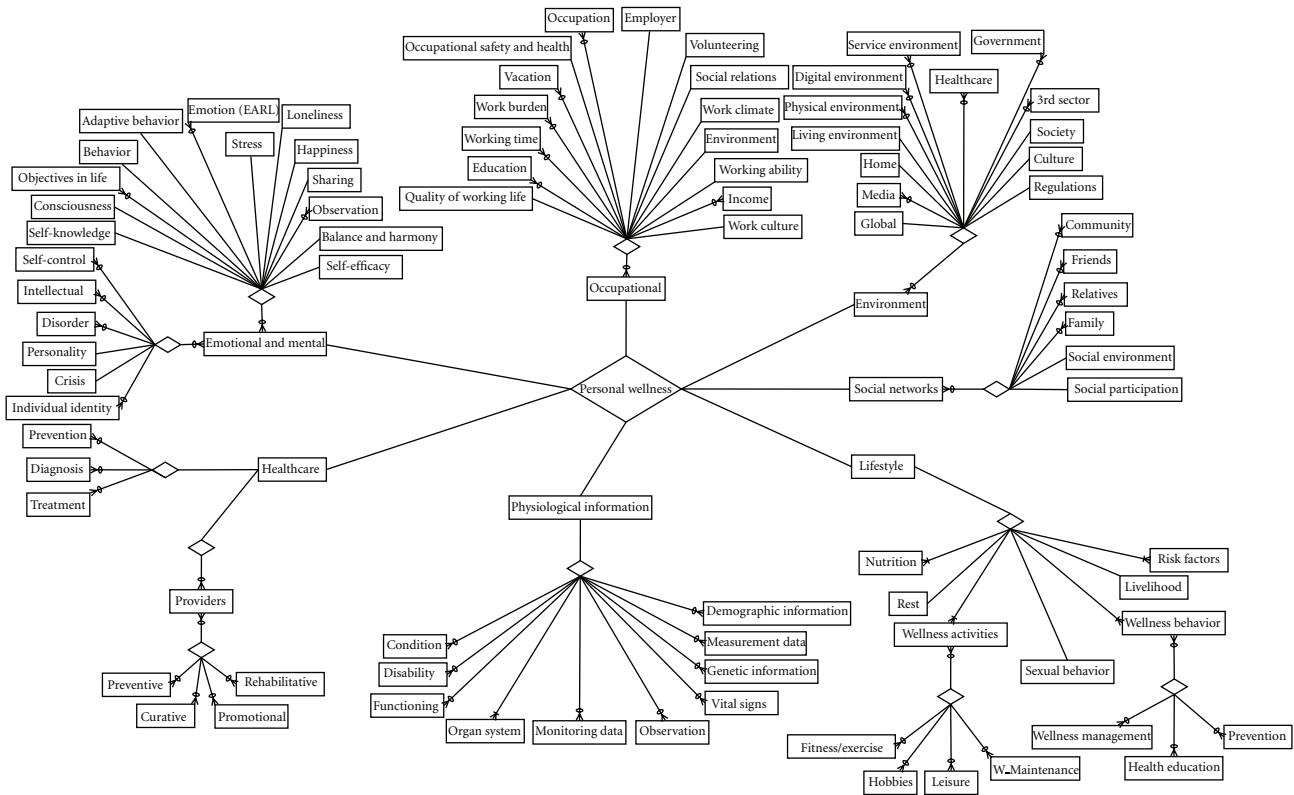 Occupation
Employer
Occupational safety and health
Volunteering
Vacation
Social relations
Work burden
Work climate
Working time
Environment
Education
Working ability
Quality of working life
Income
Work culture
Occupational
Service environment
Government
Digital environment
Healthcare
Physical environment
3rd sector
Living environment
Society
Home
Culture
Media
Regulations
Global
Environment
Emotion (EARL)
Loneliness
Adaptive behavior
Stress
Behavior
Happiness
Objectives in life
Sharing
Consciousness
Observation
Self-knowledge
Balance and harmony
Self-efficacy
Self-control
Intellectual
Disorder
Personality
Crisis
Individual identity
Emotional and mental
Personal wellness
Community
Friends
Relatives
Family
Social environment
Social participation
Social networks
Prevention
Diagnosis
Treatment
Healthcare
Providers
Preventive
Rehabilitative
Curative
Promotional
Physiological information
Condition
Disability
Functioning
Organ system
Monitoring data
Observation
Vital signs
Genetic information
Measurement data
Demographic information
Lifestyle
Nutrition
Risk factors
Rest
Livelihood
Wellness activities
Wellness behavior
Sexual behavior
Fitness/exercise
Hobbies
Leisure
W_Maintenance
Wellness management
Health education
Prevention